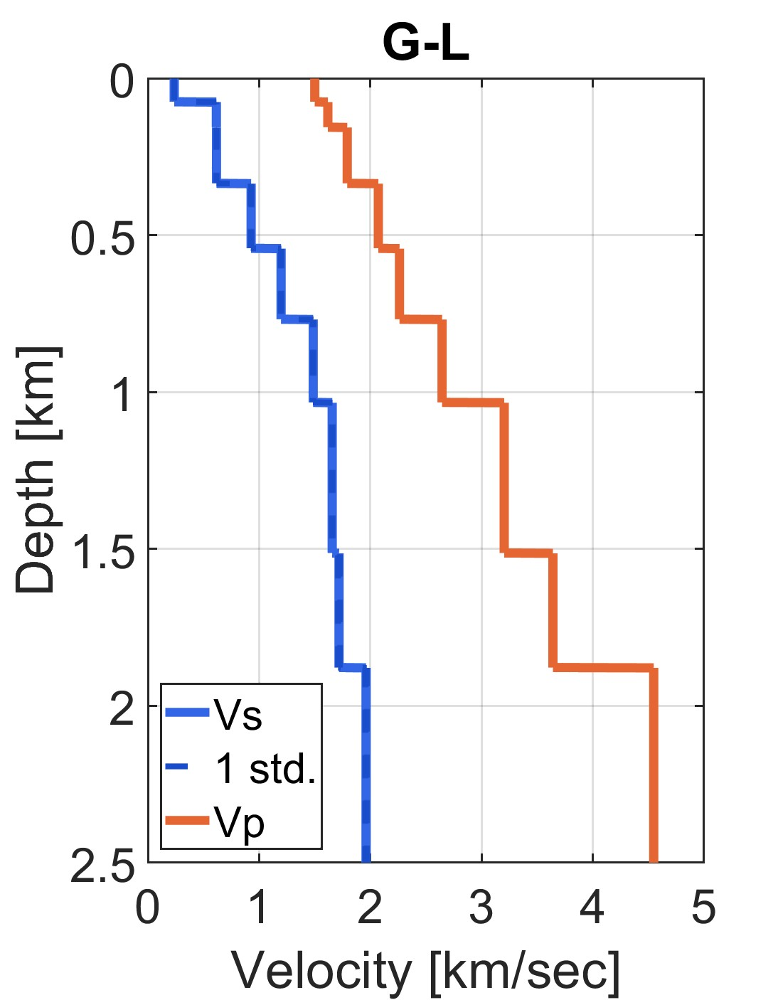 G-L
0
0.5
1
1.5
2
2.5
Depth [km]
Vs
1 std.
Vp
0 1 2 3 4 5
Velocity [km/sec]